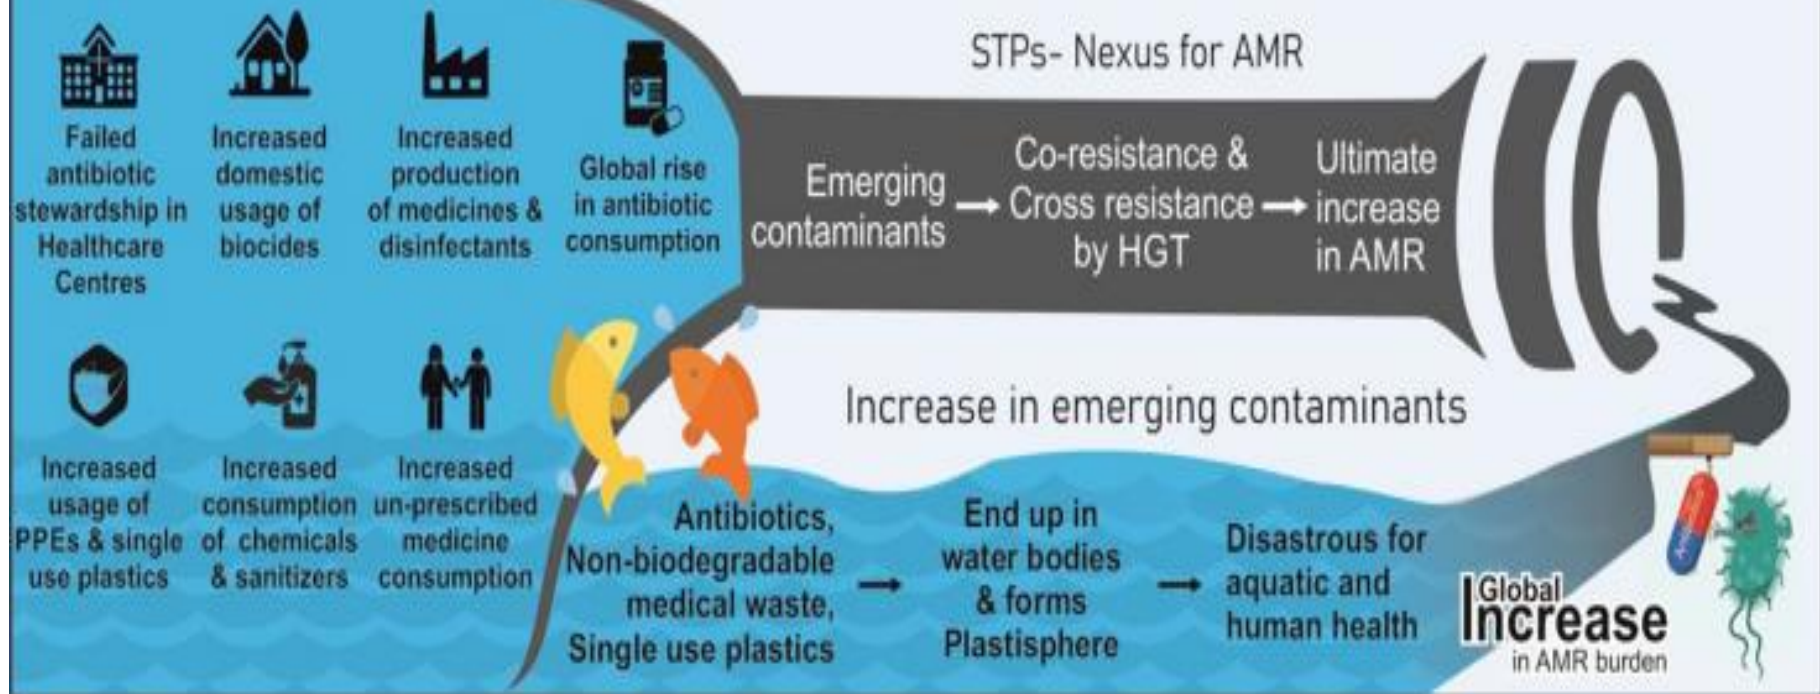 STPs- Nexus for AMR
Failed
antibiotic
stewardship in
Healthcare
Centres
Increased
domestic
usage of
biocides
Increased
production
of medicines &
disinfectants
Global rise
in antibiotic
consumption
Emerging
contaminants
Co-resistance &
Cross resistance
by HGT
Ultimate
increase
in AMR
Increased
usage of
PPEs & single
use plastics
Increased
consumption
of chemicals
& sanitizers
Increased
un-prescribed
medicine
consumption
Increase in emerging contaminants
Antibiotics,
Non-biodegradable
medical waste,
Single use plastics
End up in
water bodies
& forms
Plastisphere
Disastrous for
aquatic and
human health
Global
Increase
in AMR burden